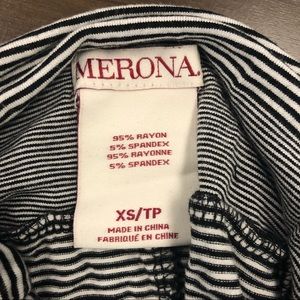 MERONA.
95% RAYON
5% SPANDEX
95% RAYONNE
5% SPANDEX
XS/TP
MADE IN CHINA
FABRIQUÉ EN CHINE